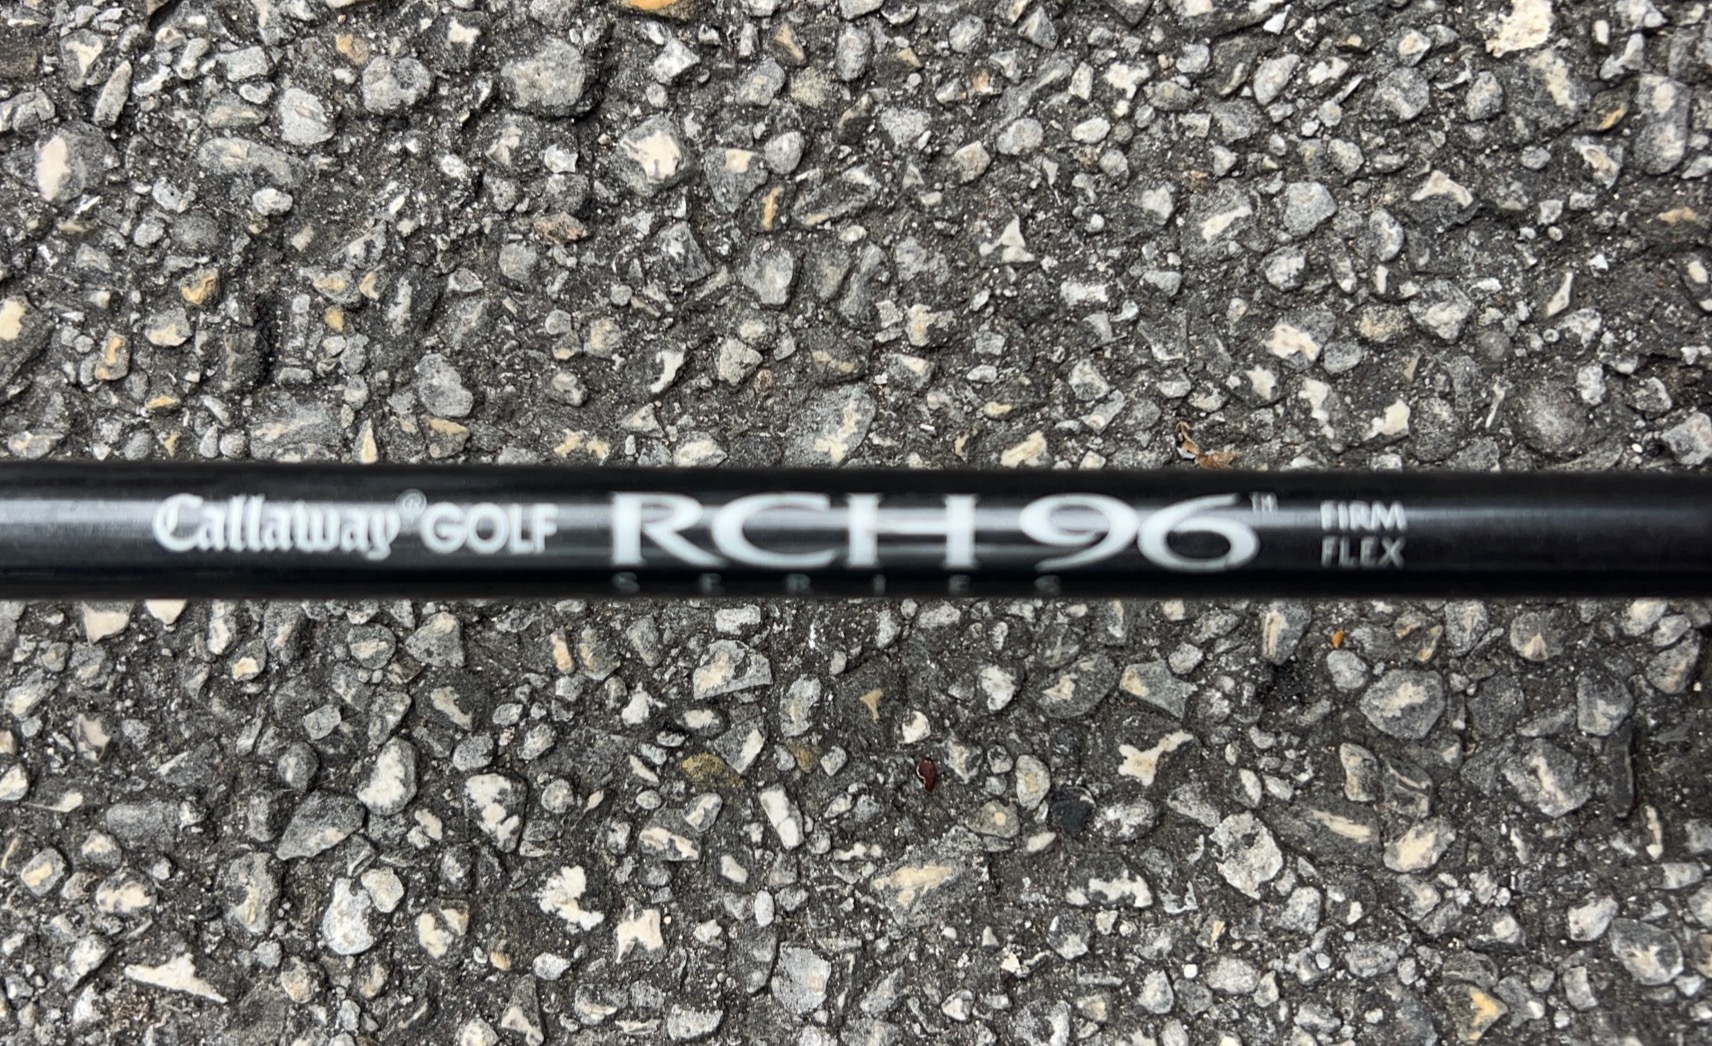 Callaway® GOLF RCH 96™ FIRM
FLEX
SERIES